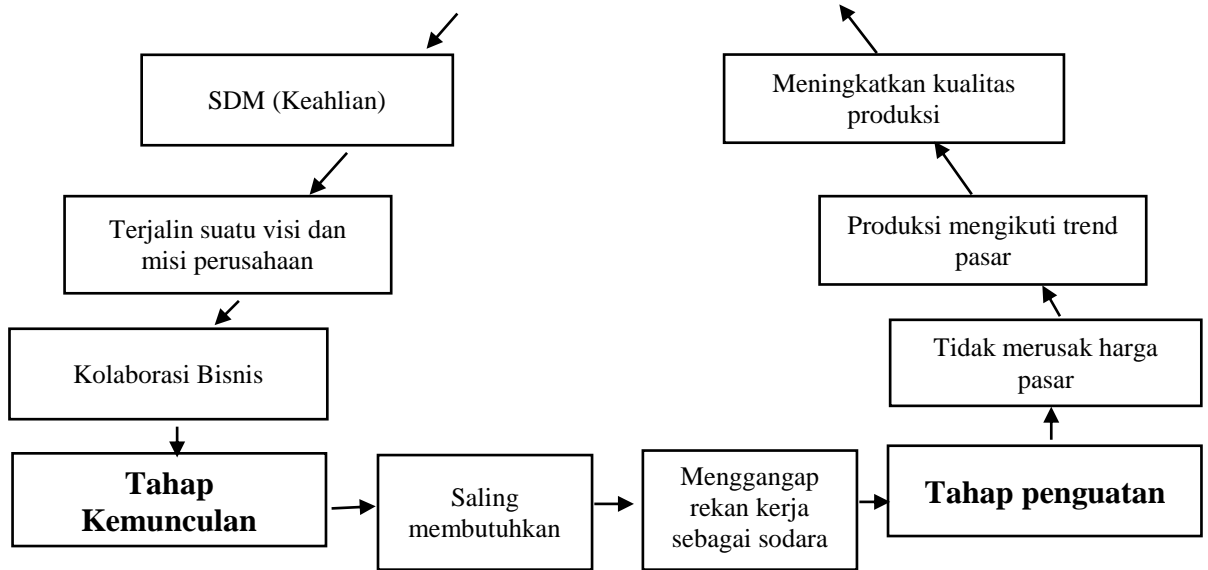 SDM (Keahlian)
Terjalin suatu visi dan
misi perusahaan
Kolaborasi Bisnis
Tahap
Kemunculan
Saling
membutuhkan
Menggangap
rekan kerja
sebagai sodara
Tahap penguatan
Tidak merusak harga
pasar
Produksi mengikuti trend
pasar
Meningkatkan kualitas
produksi